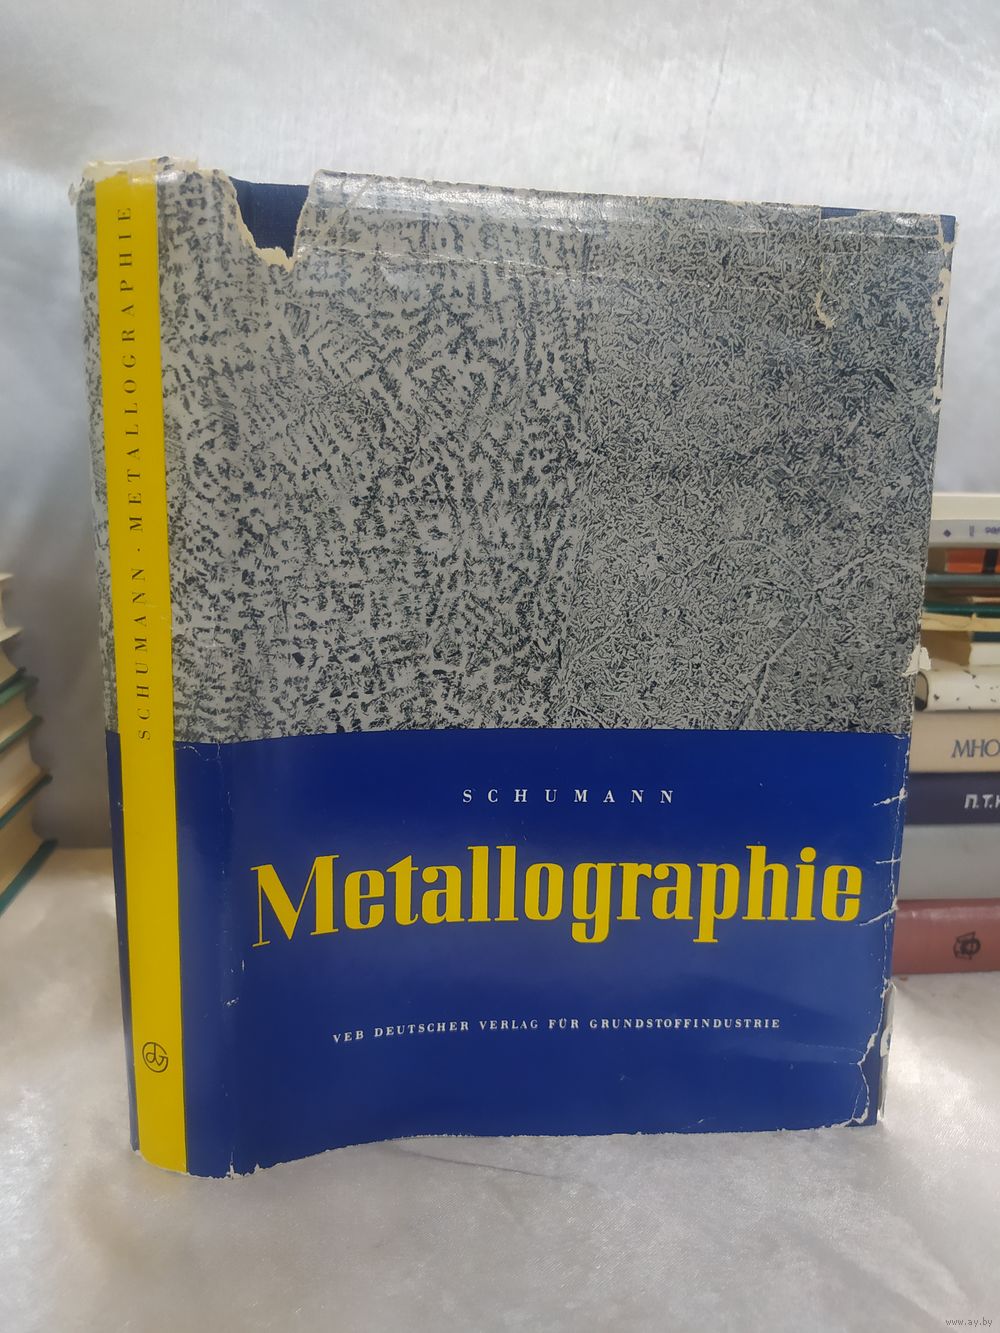 SCHUMANN · METALLOGRAPHIE
SCHUMANN
Metallographie
VEB DEUTSCHER VERLAG FÜR GRUNDSTOFFINDUSTRIE
МНО
П.Т.
www.ay.by